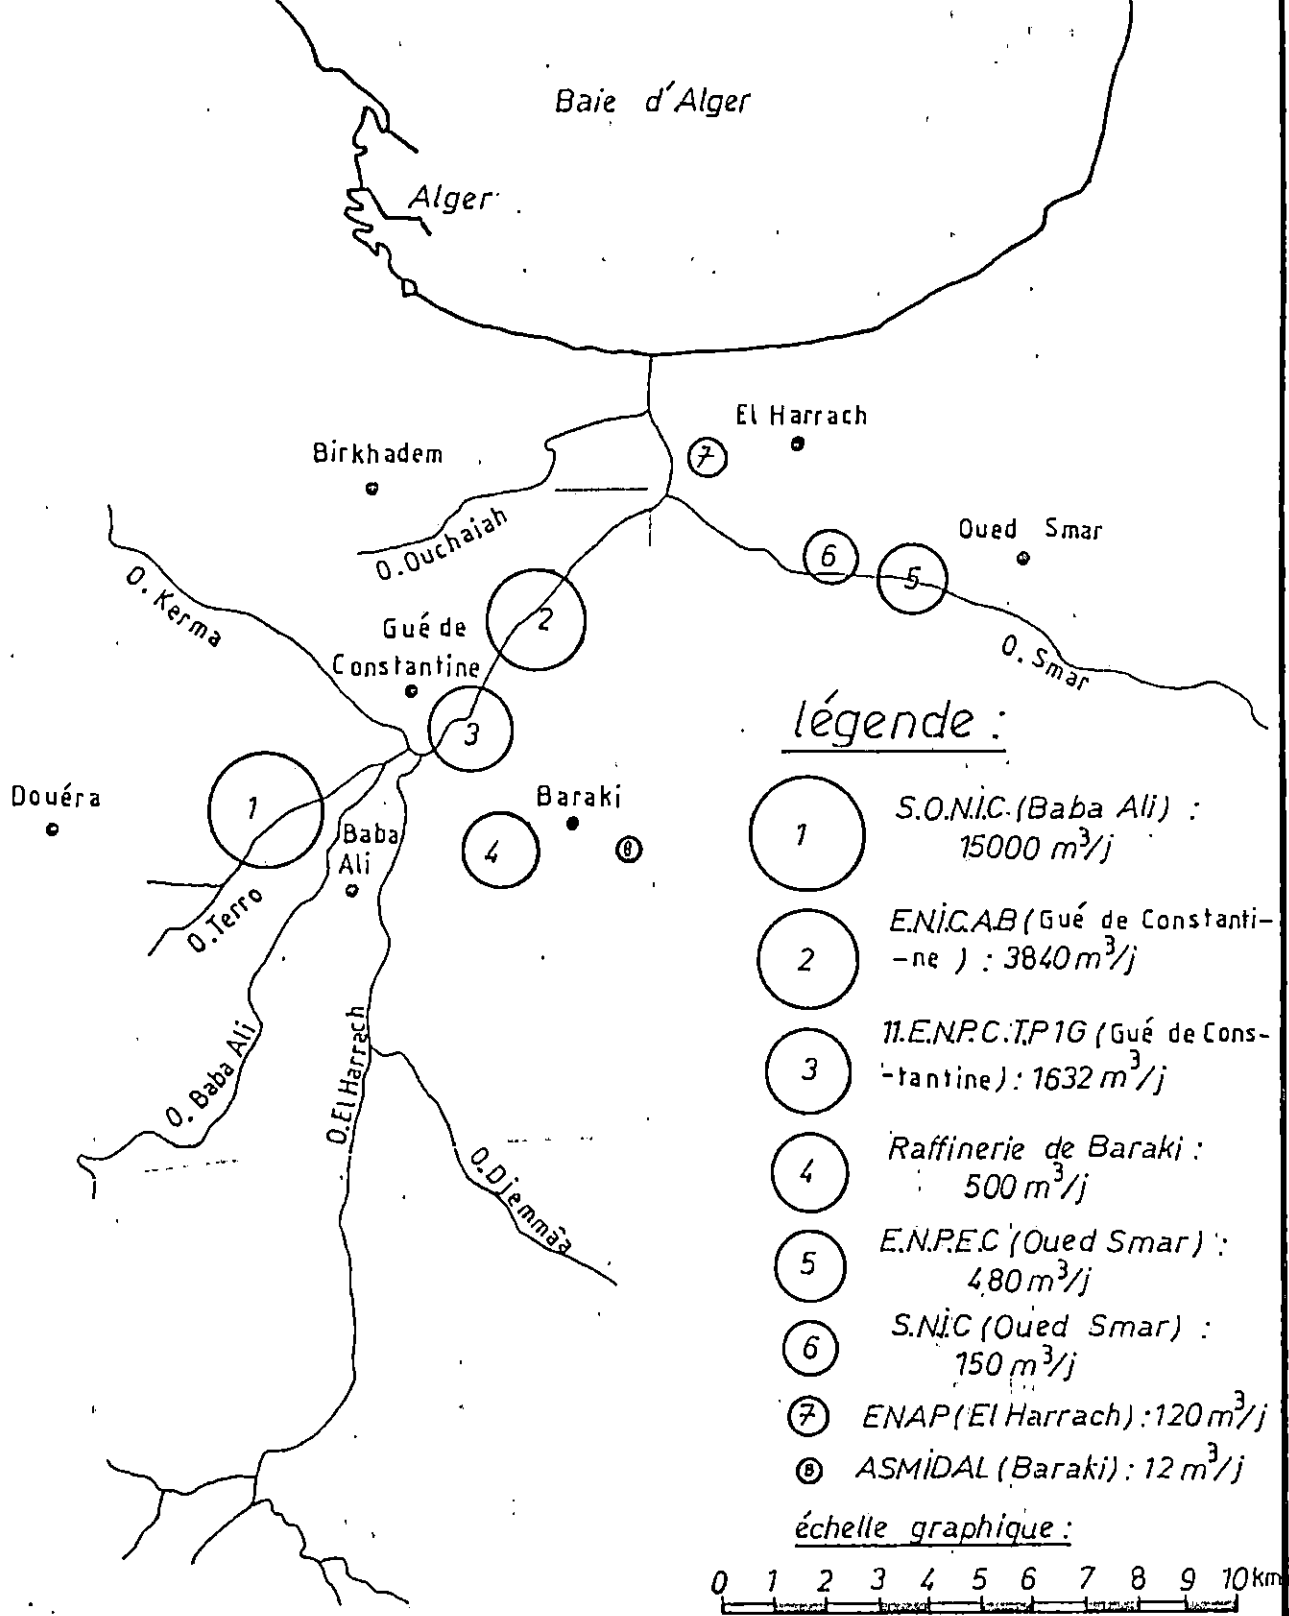 Baie d'Alger
Alger
El Harrach
7
Birkhadem
O. Ouchaiah
Oued Smar
6
5
O. Kerma
2
Gué de
Constantine
O. Smar
3
légende :
Douéra
1
Baba
Ali
Baraki
4
8
O. Terro
O. Baba Ali
O. El Harrach
O. Djemmâa
1
S.O.N.I.C. (Baba Ali) :
15000 m³/j
2
E.N.I.C.A.B (Gué de Constanti-
-ne ) : 3840 m³/j
3
11.E.N.P.C.T.P 1G (Gué de Cons-
-tantine) : 1632 m³/j
4
Raffinerie de Baraki :
500 m³/j
5
E.N.P.E.C (Oued Smar) :
480 m³/j
6
S.N.I.C (Oued Smar) :
150 m³/j
7 ENAP (El Harrach) : 120 m³/j
8 ASMIDAL (Baraki) : 12 m³/j
échelle graphique :
0 1 2 3 4 5 6 7 8 9 10 km